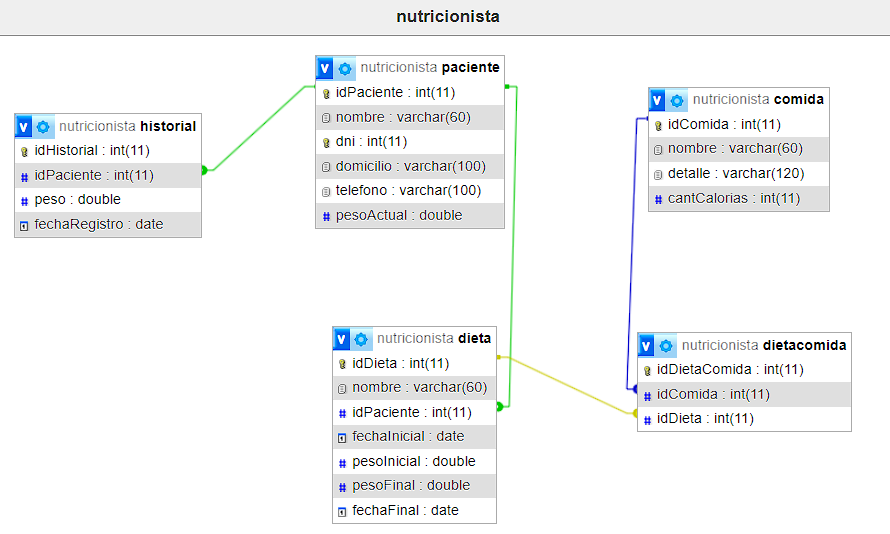 nutricionista
nutricionista paciente
idPaciente : int(11)
nombre : varchar(60)
dni : int(11)
domicilio : varchar(100)
telefono : varchar(100)
pesoActual : double
nutricionista comida
idComida : int(11)
nombre : varchar(60)
detalle : varchar(120)
cantCalorias : int(11)
nutricionista historial
idHistorial : int(11)
idPaciente : int(11)
peso : double
fechaRegistro : date
nutricionista dieta
idDieta : int(11)
nombre : varchar(60)
idPaciente : int(11)
fechaInicial : date
pesoInicial : double
pesoFinal : double
fechaFinal : date
nutricionista dietacomida
idDietaComida : int(11)
idComida : int(11)
idDieta : int(11)